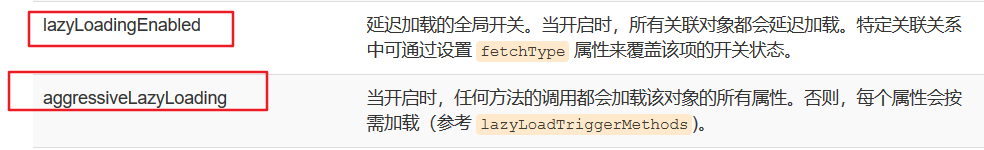 lazyLoadingEnabled
延迟加载的全局开关。当开启时，所有关联对象都会延迟加载。特定关联关系
中可通过设置 fetchType 属性来覆盖该项的开关状态。
aggressiveLazyLoading
当开启时，任何方法的调用都会加载该对象的所有属性。否则，每个属性会按
需加载（参考 lazyLoadTriggerMethods)。